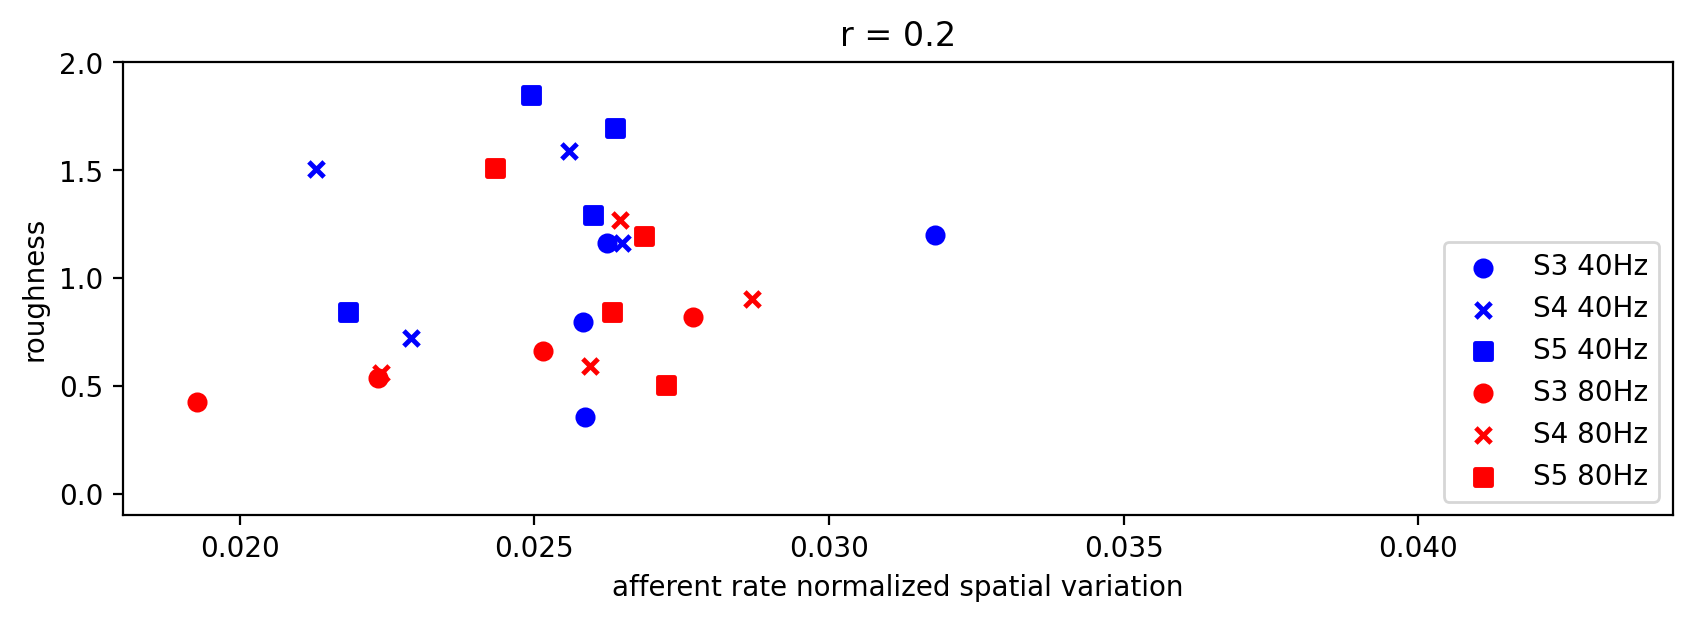 r = 0.2
2.0
1.5
1.0
0.5
0.0
roughness
S3 40Hz
S4 40Hz
S5 40Hz
S3 80Hz
S4 80Hz
S5 80Hz
0.020 0.025 0.030 0.035 0.040
afferent rate normalized spatial variation